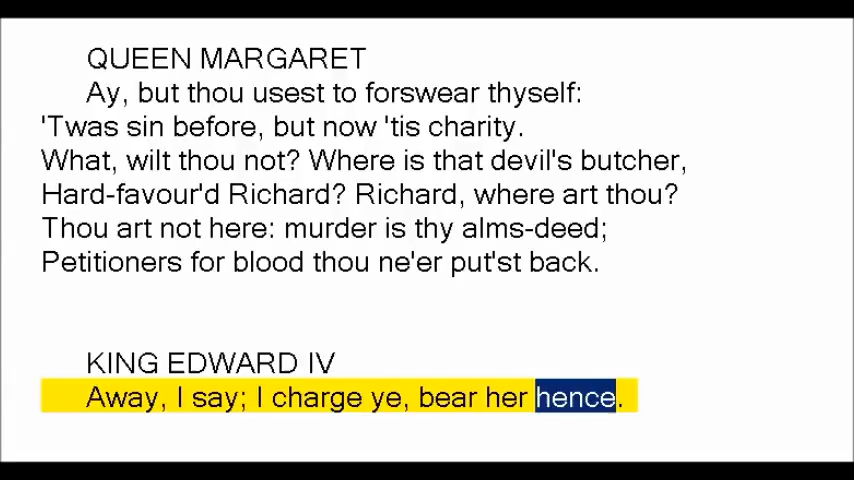 QUEEN MARGARET
Ay, but thou usest to forswear thyself:
'Twas sin before, but now 'tis charity.
What, wilt thou not? Where is that devil's butcher,
Hard-favour'd Richard? Richard, where art thou?
Thou art not here: murder is thy alms-deed;
Petitioners for blood thou ne'er put'st back.
KING EDWARD IV
Away, I say; I charge ye, bear her hence.